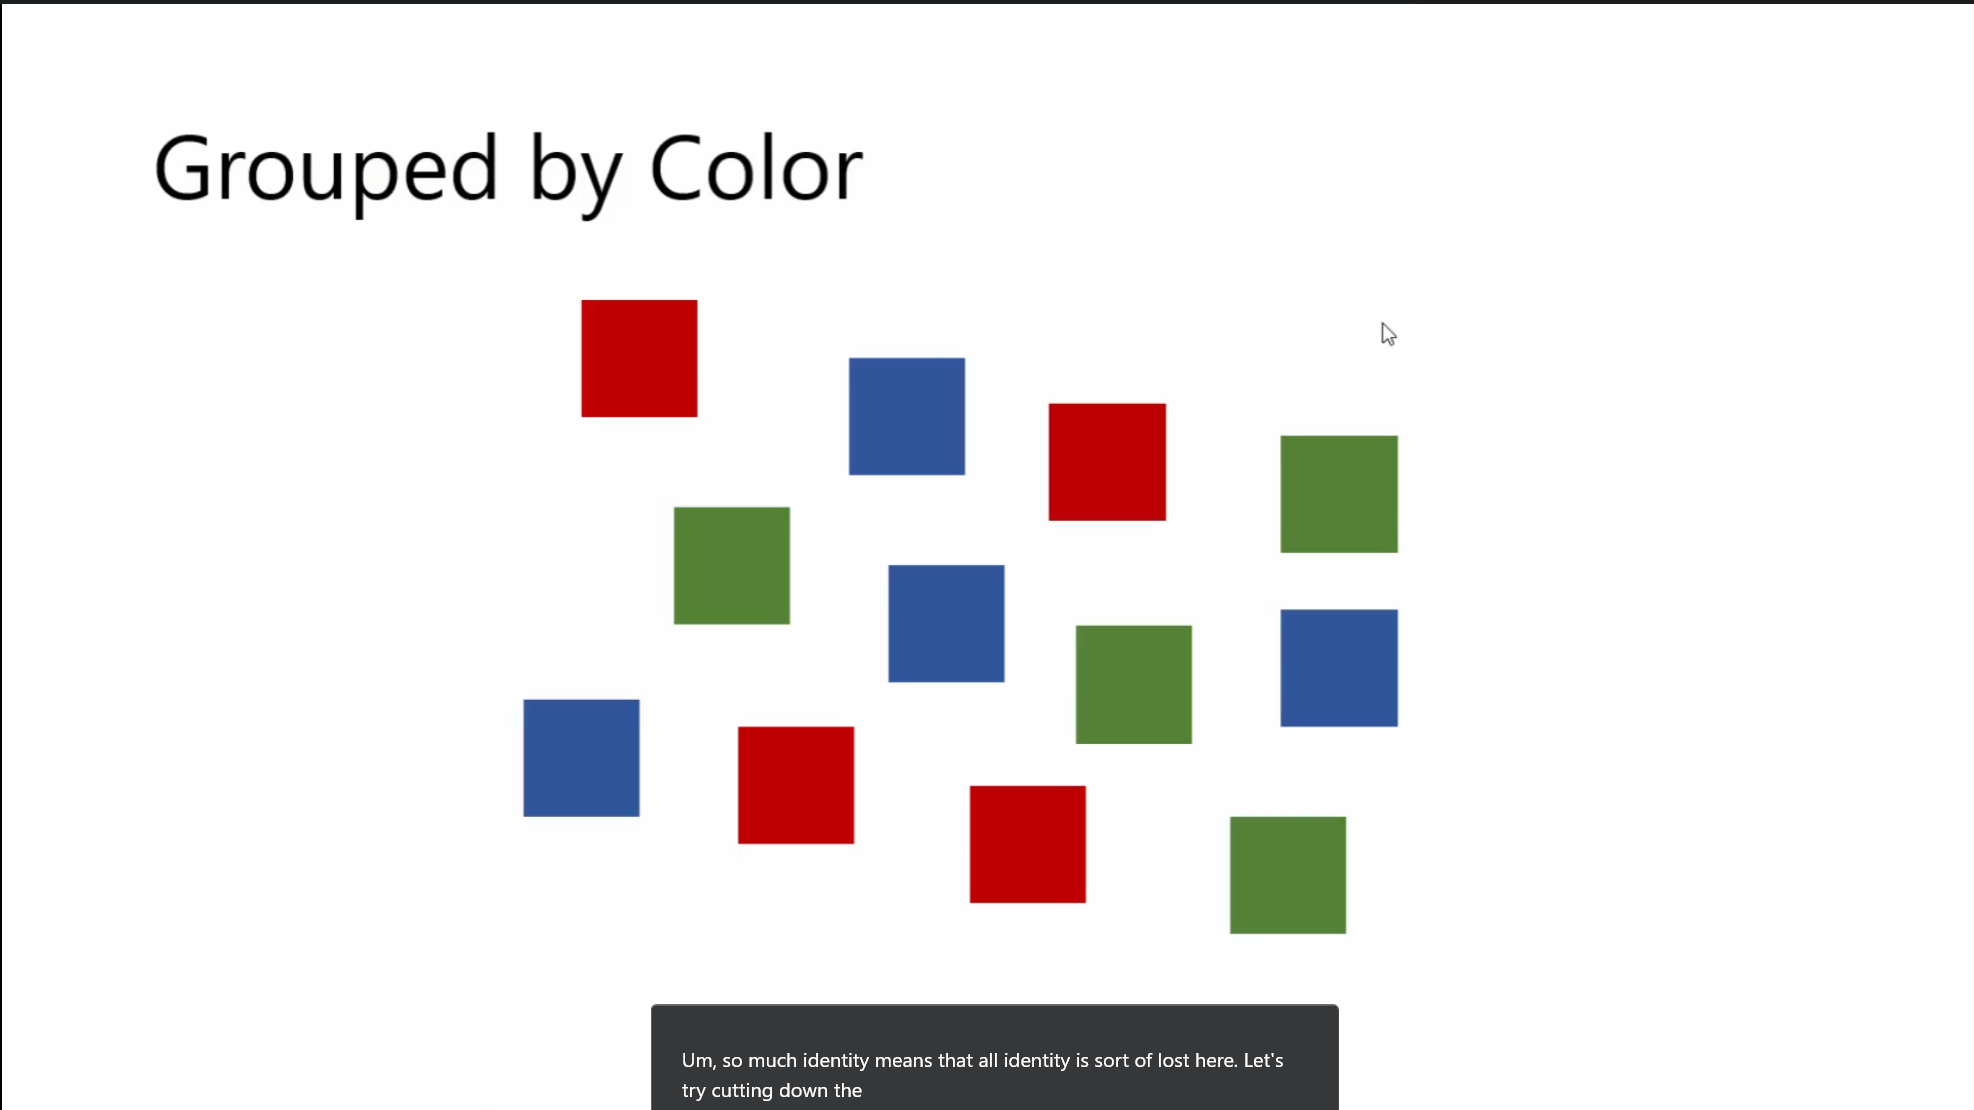 Grouped by Color
Um, so much identity means that all identity is sort of lost here. Let's
try cutting down the